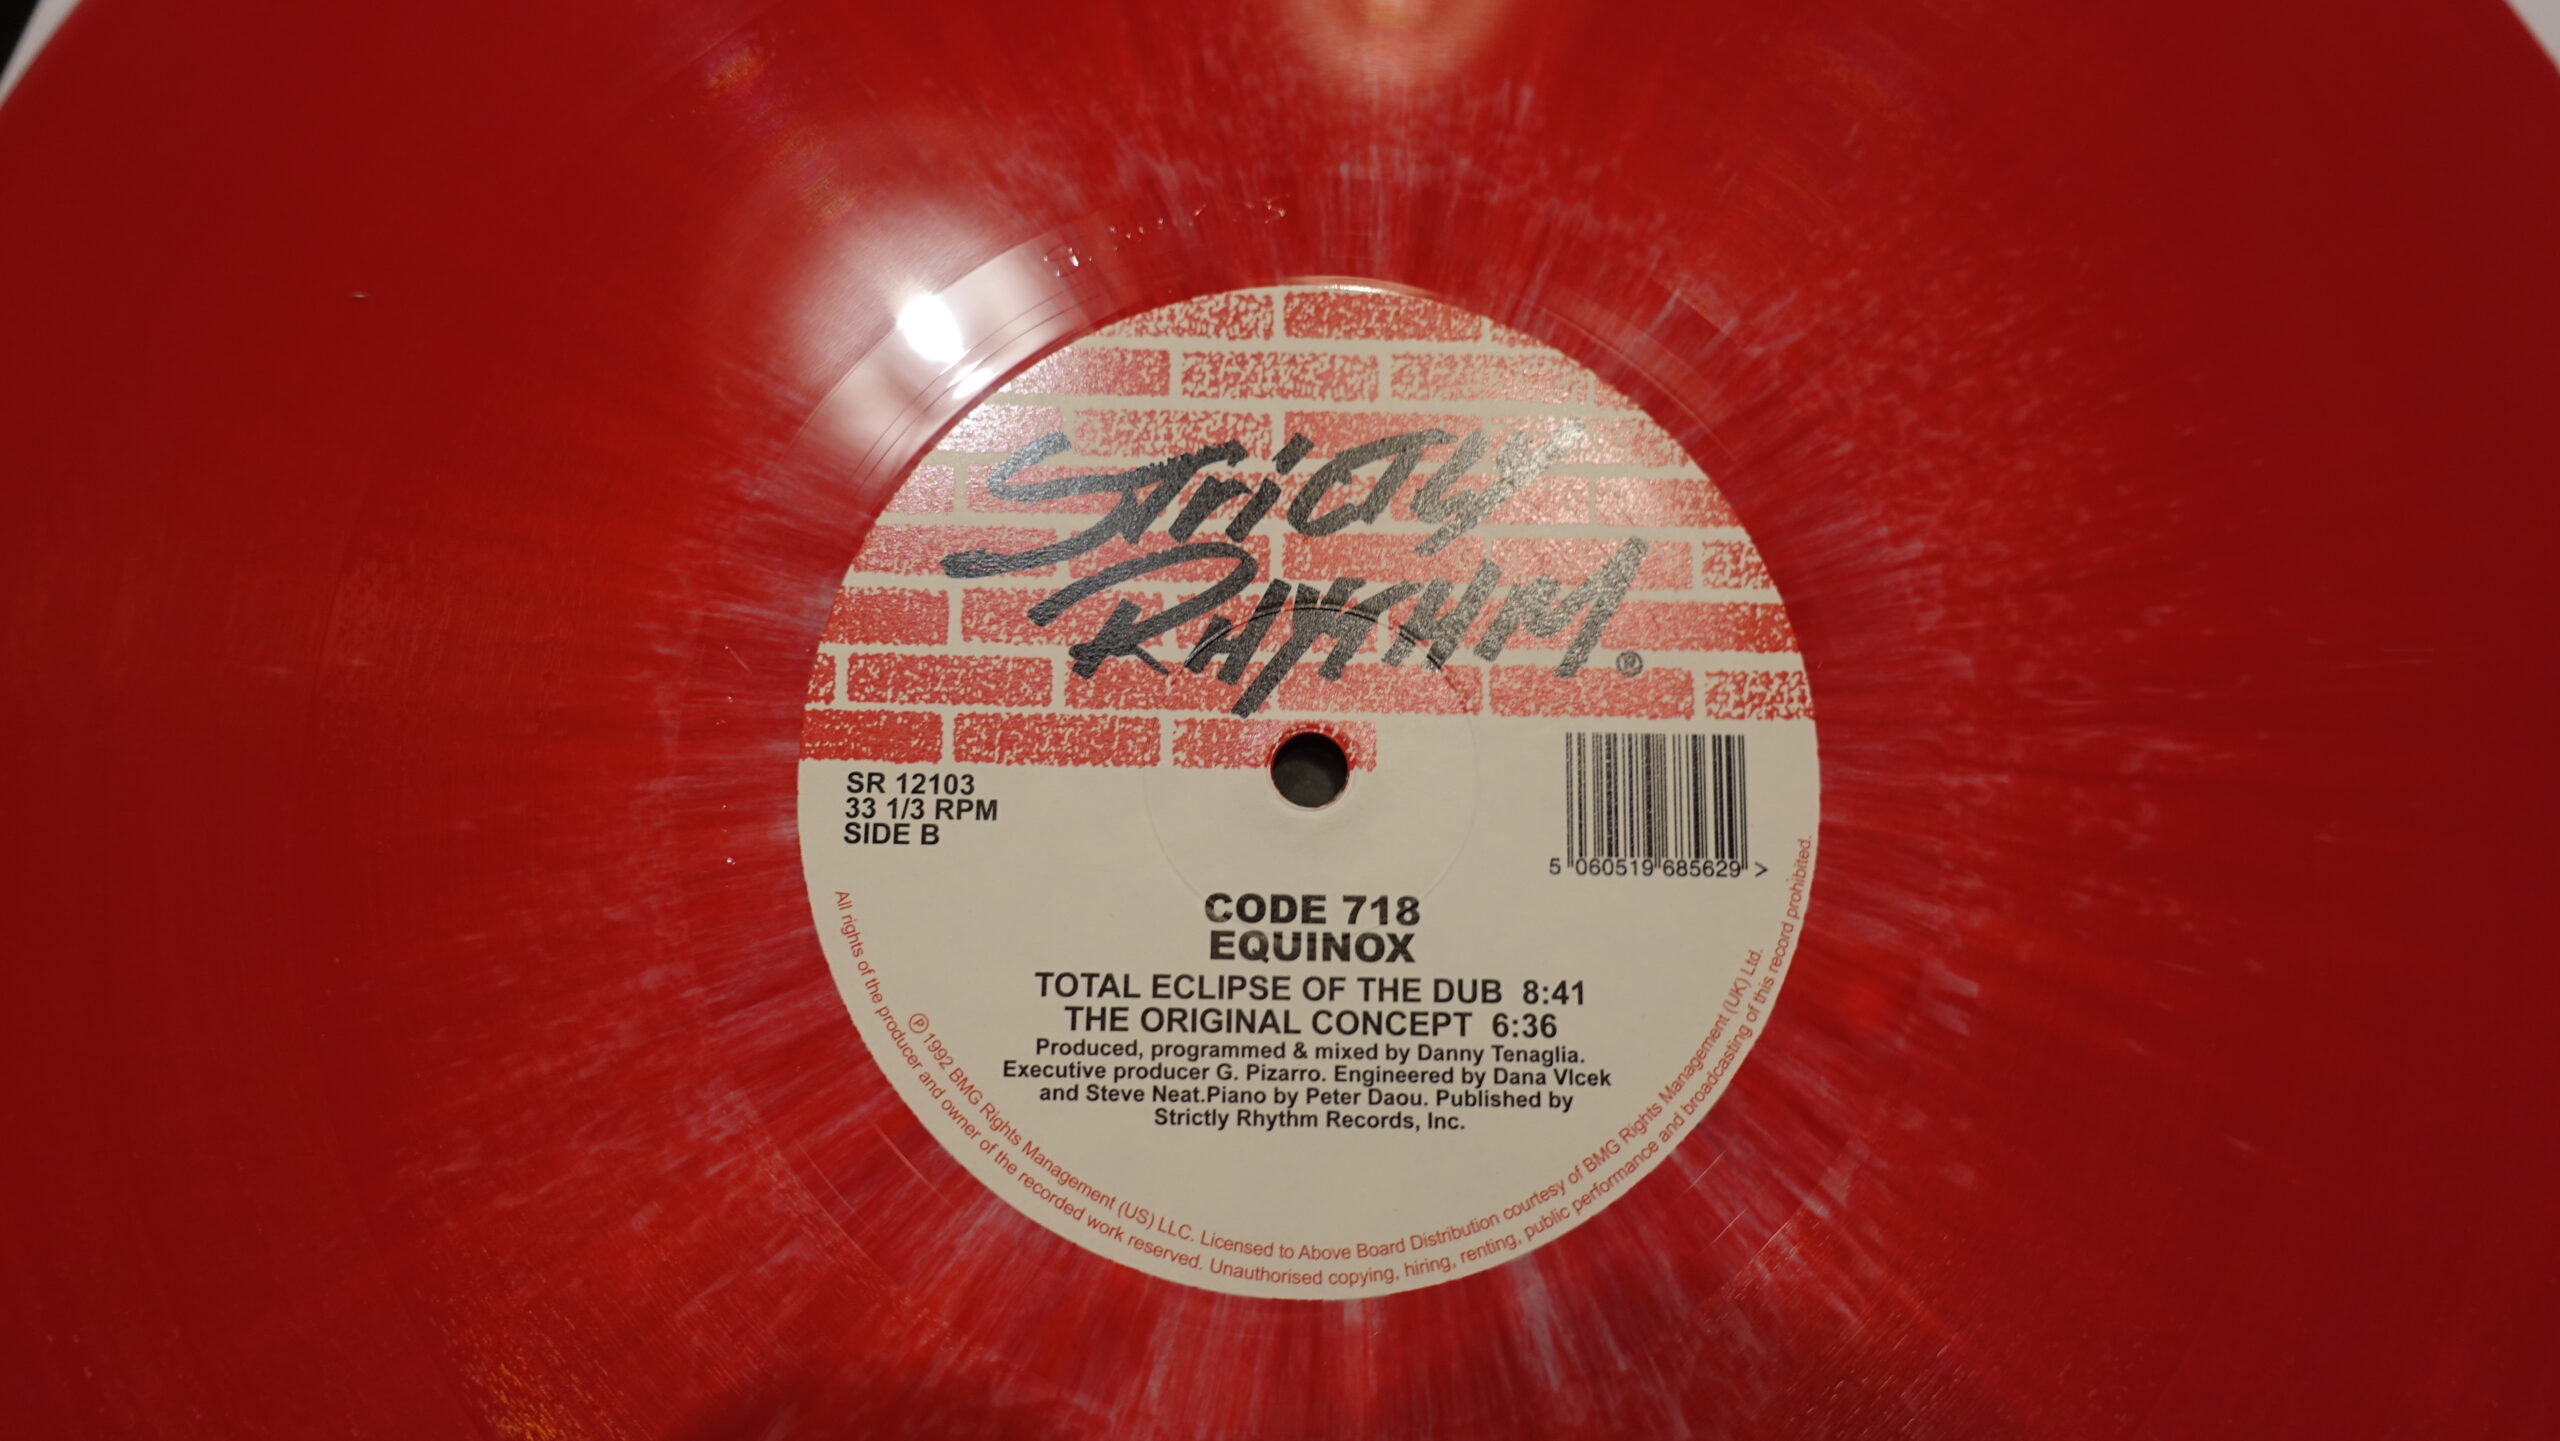 Strictly
Rhythm®
SR 12103
33 1/3 RPM
SIDE B
5 060519 685629 >
CODE 718
EQUINOX
TOTAL ECLIPSE OF THE DUB 8:41
THE ORIGINAL CONCEPT 6:36
Produced, programmed & mixed by Danny Tenaglia.
Executive producer G. Pizarro. Engineered by Dana Vlcek
and Steve Neat.Piano by Peter Daou. Published by
Strictly Rhythm Records, Inc.
℗ 1992 BMG Rights Management (US) LLC. Licensed to Above Board Distribution courtesy of BMG Rights Management (UK) Ltd.
All rights of the producer and owner of the recorded work reserved. Unauthorised copying, hiring, renting, public performance and broadcasting of this record prohibited.